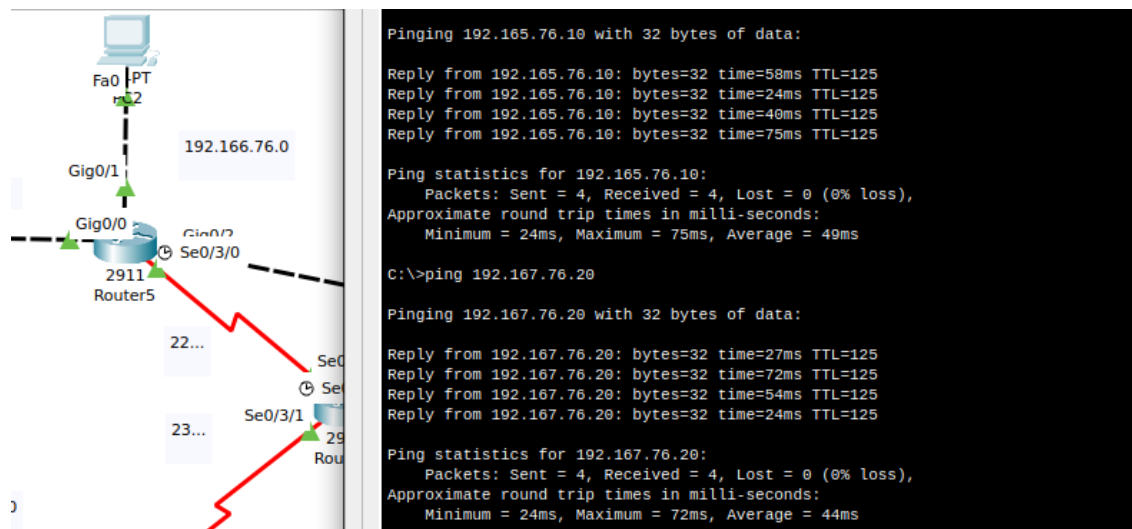 Fa0
-PT
PC2
192.166.76.0
Gig0/1
Gig0/0
Gig0/2
Se0/3/0
2911
Router5
22...
Se0/3/1
23...
Pinging 192.165.76.10 with 32 bytes of data:
Reply from 192.165.76.10: bytes=32 time=58ms TTL=125
Reply from 192.165.76.10: bytes=32 time=24ms TTL=125
Reply from 192.165.76.10: bytes=32 time=40ms TTL=125
Reply from 192.165.76.10: bytes=32 time=75ms TTL=125
Ping statistics for 192.165.76.10:
Packets: Sent = 4, Received = 4, Lost = 0 (0% loss),
Approximate round trip times in milli-seconds:
Minimum = 24ms, Maximum = 75ms, Average = 49ms
C:\>ping 192.167.76.20
Pinging 192.167.76.20 with 32 bytes of data:
Reply from 192.167.76.20: bytes=32 time=27ms TTL=125
Reply from 192.167.76.20: bytes=32 time=72ms TTL=125
Reply from 192.167.76.20: bytes=32 time=54ms TTL=125
Reply from 192.167.76.20: bytes=32 time=24ms TTL=125
Ping statistics for 192.167.76.20:
Packets: Sent = 4, Received = 4, Lost = 0 (0% loss),
Approximate round trip times in milli-seconds:
Minimum = 24ms, Maximum = 72ms, Average = 44ms